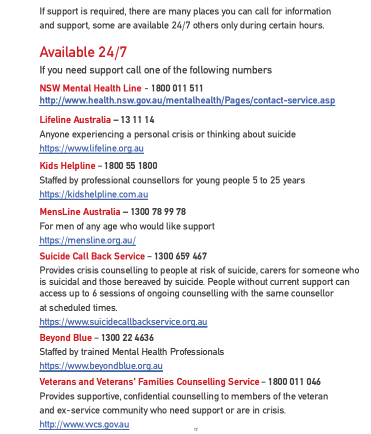 If support is required, there are many places you can call for information
and support, some are available 24/7 others only during certain hours.
Available 24/7
If you need support call one of the following numbers
NSW Mental Health Line - 1800 011 511
http://www.health.nsw.gov.au/mentalhealth/Pages/contact-service.asp
Lifeline Australia – 13 11 14
Anyone experiencing a personal crisis or thinking about suicide
https://www.lifeline.org.au
Kids Helpline - 1800 55 1800
Staffed by professional counsellors for young people 5 to 25 years
https://kidshelpline.com.au
MensLine Australia – 1300 78 99 78
For men of any age who would like support
https://mensline.org.au/
Suicide Call Back Service - 1300 659 467
Provides crisis counselling to people at risk of suicide, carers for someone who
is suicidal and those bereaved by suicide. People without current support can
access up to 6 sessions of ongoing counselling with the same counsellor
at scheduled times.
https://www.suicidecallbackservice.org.au
Beyond Blue - 1300 22 4636
Staffed by trained Mental Health Professionals
https://www.beyondblue.org.au
Veterans and Veterans' Families Counselling Service - 1800 011 046
Provides supportive, confidential counselling to members of the veteran
and ex-service community who need support or are in crisis.
http://www.vvcs.gov.au